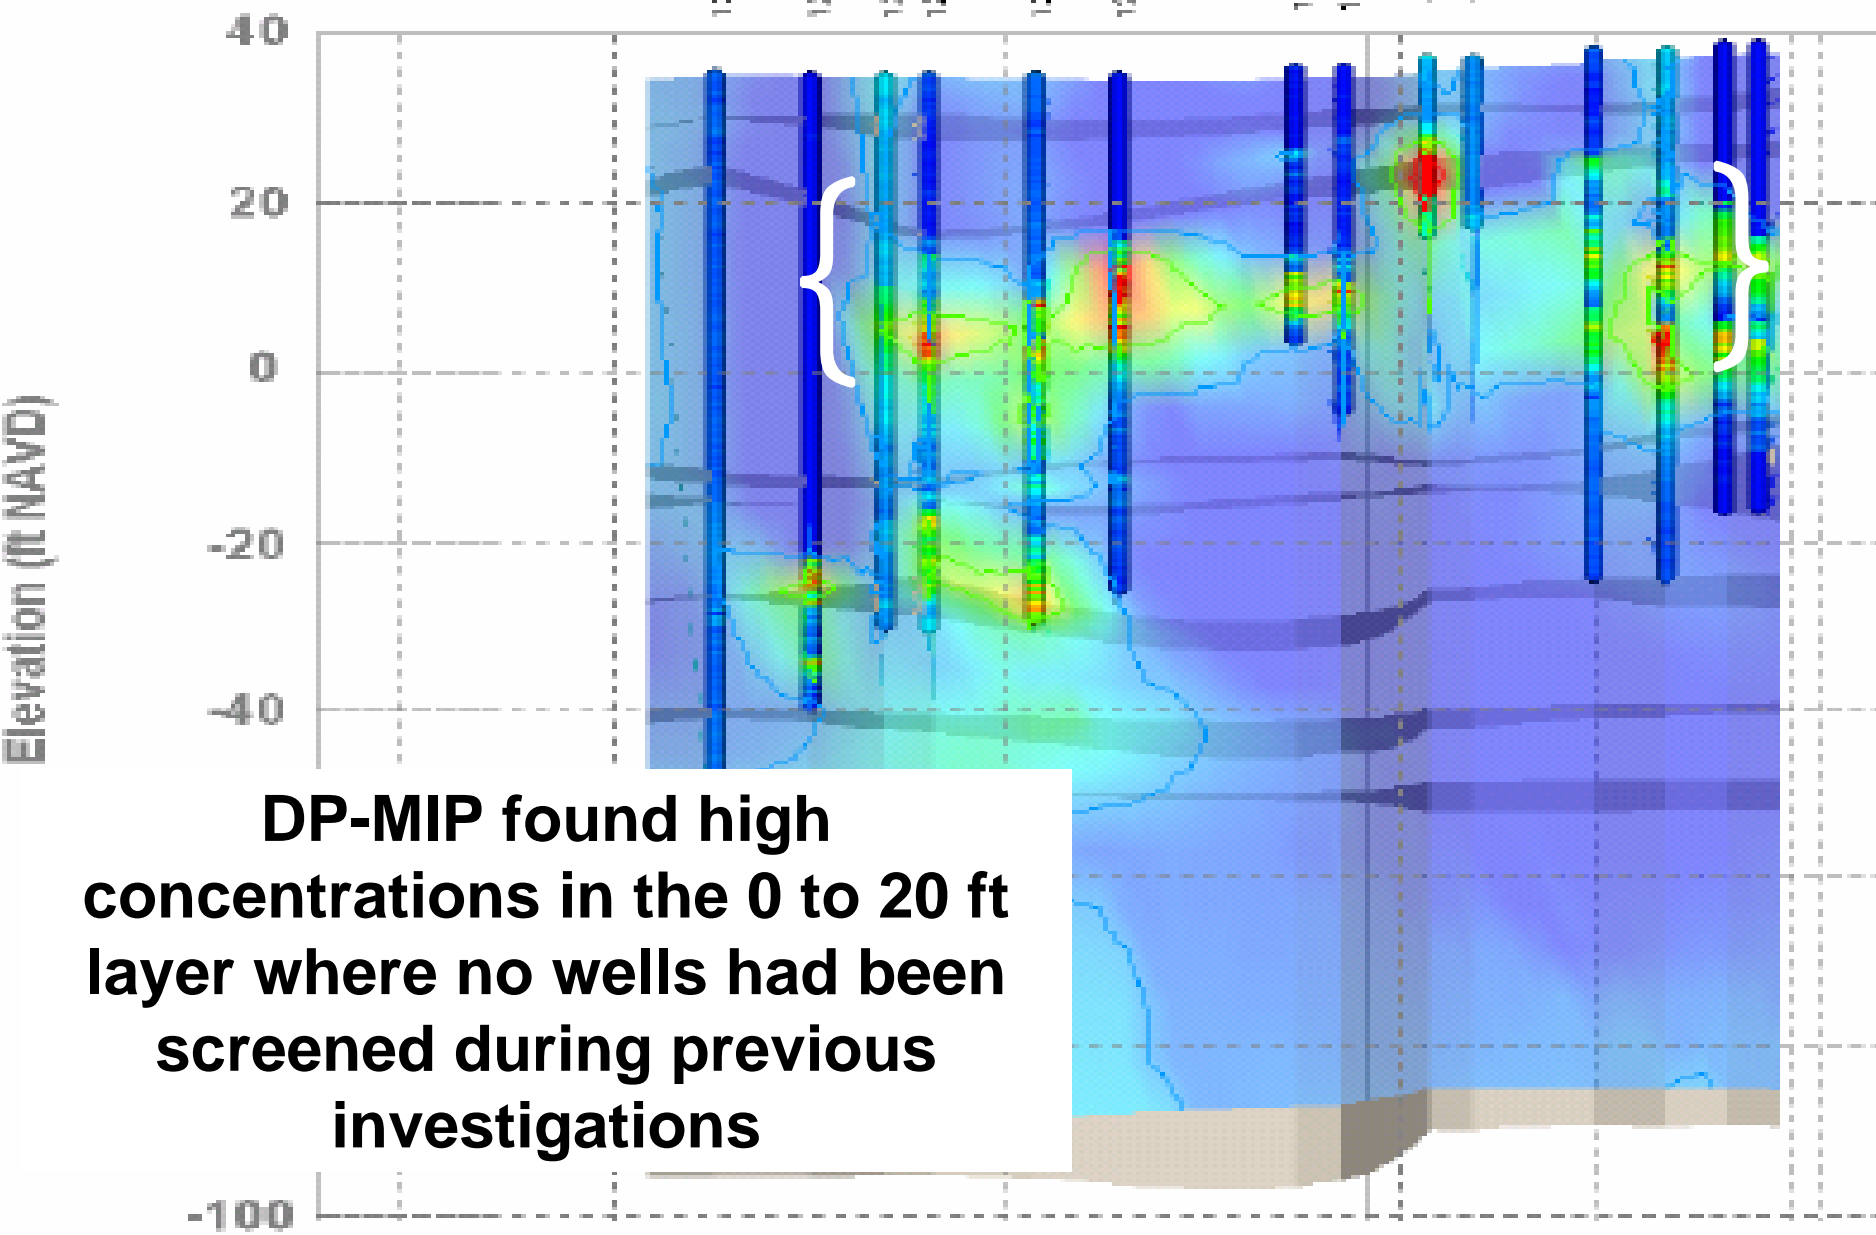 40
20
0
Elevation (ft NAVD)
-20
-40
DP-MIP found high
concentrations in the 0 to 20 ft
layer where no wells had been
screened during previous
investigations
-100